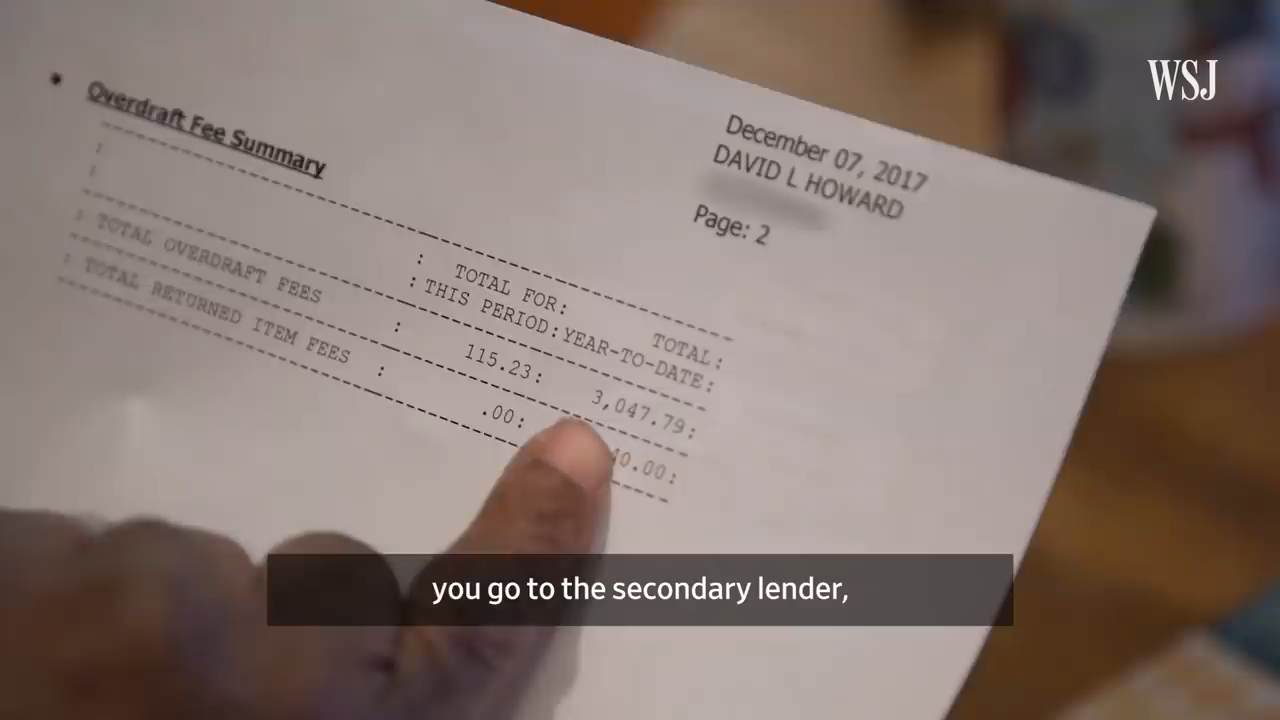 WSJ
December 07, 2017
DAVID L HOWARD
Page: 2
• Overdraft Fee Summary
: TOTAL FOR: TOTAL:
: THIS PERIOD: YEAR-TO-DATE:
: TOTAL OVERDRAFT FEES : 115.23: 3,047.79:
: TOTAL RETURNED ITEM FEES : .00: 40.00:
you go to the secondary lender,